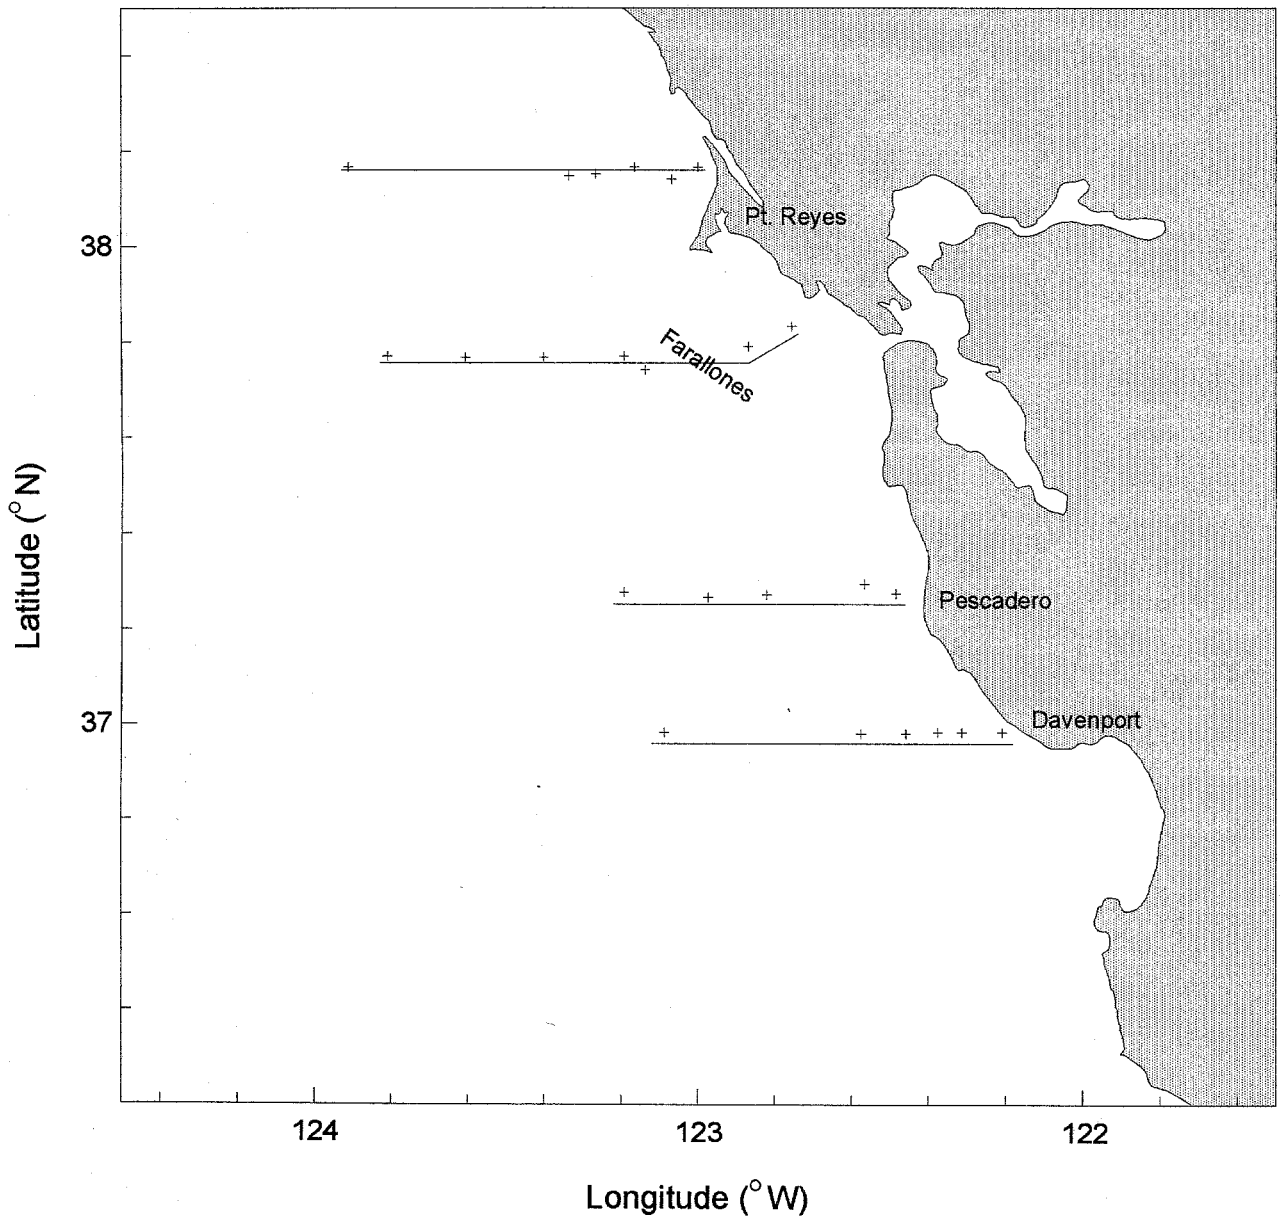 Pt. Reyes
38
Farallones
Latitude (°N)
Pescadero
37
Davenport
124
123
122
Longitude (°W)